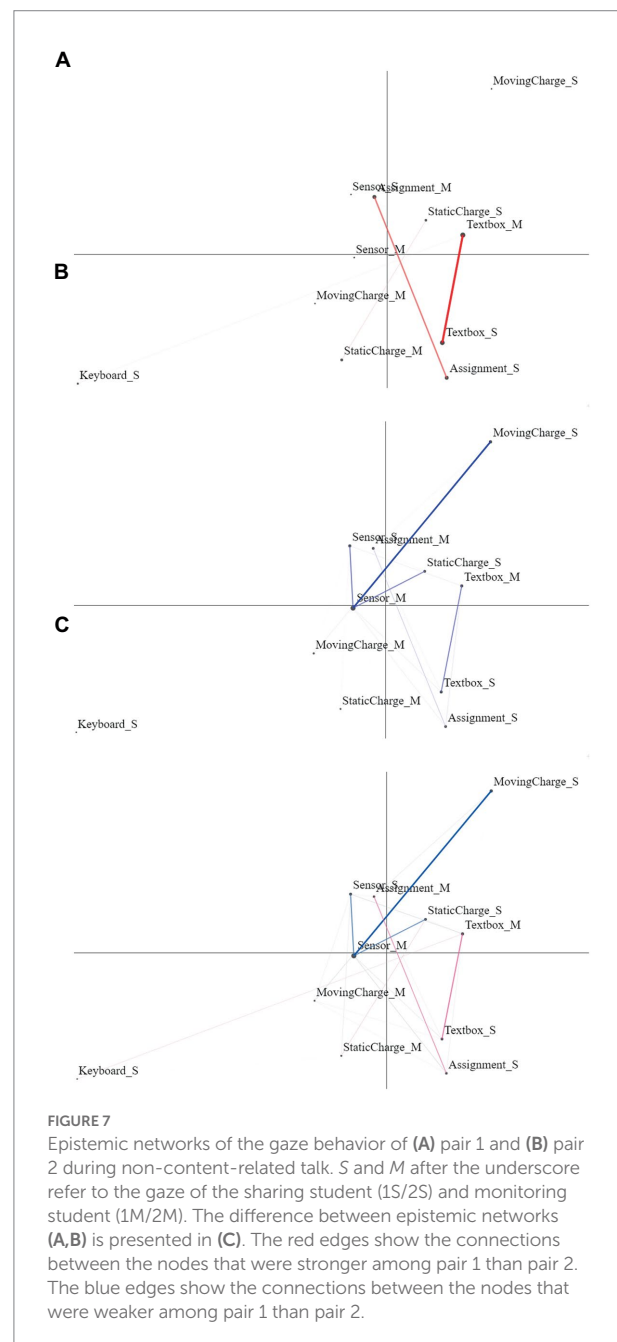 A
MovingCharge_S
Sensor_S
Assignment_M
StaticCharge_S
Textbox_M
Sensor_M
B
MovingCharge_M
Textbox_S
StaticCharge_M
Assignment_S
Keyboard_S
MovingCharge_S
Sensor_S
Assignment_M
StaticCharge_S
Textbox_M
Sensor_M
C
MovingCharge_M
Textbox_S
StaticCharge_M
Assignment_S
Keyboard_S
MovingCharge_S
Sensor_S
Assignment_M
StaticCharge_S
Textbox_M
Sensor_M
MovingCharge_M
Textbox_S
StaticCharge_M
Assignment_S
Keyboard_S
FIGURE 7
Epistemic networks of the gaze behavior of (A) pair 1 and (B) pair
2 during non-content-related talk. S and M after the underscore
refer to the gaze of the sharing student (1S/2S) and monitoring
student (1M/2M). The difference between epistemic networks
(A,B) is presented in (C). The red edges show the connections
between the nodes that were stronger among pair 1 than pair 2.
The blue edges show the connections between the nodes that
were weaker among pair 1 than pair 2.